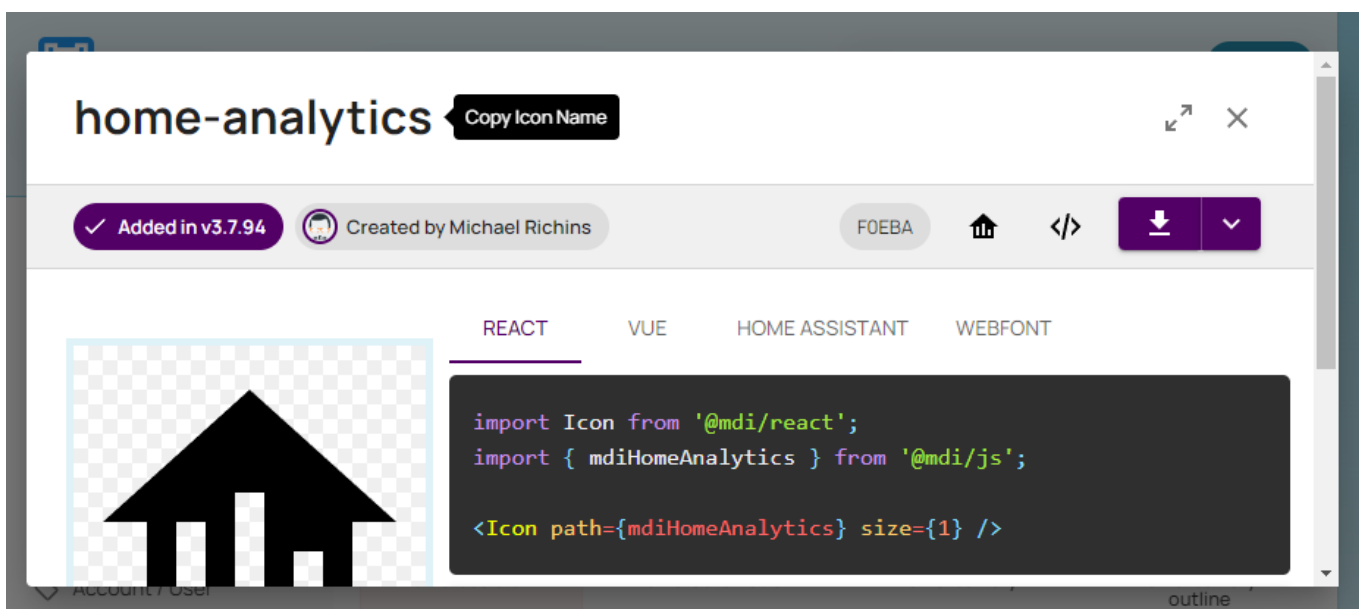 home-analytics
Copy Icon Name
Added in v3.7.94
Created by Michael Richins
F0EBA
REACT VUE HOME ASSISTANT WEBFONT
import Icon from '@mdi/react';
import { mdiHomeAnalytics } from '@mdi/js';
<Icon path={mdiHomeAnalytics} size={1} />
Account / User
outline